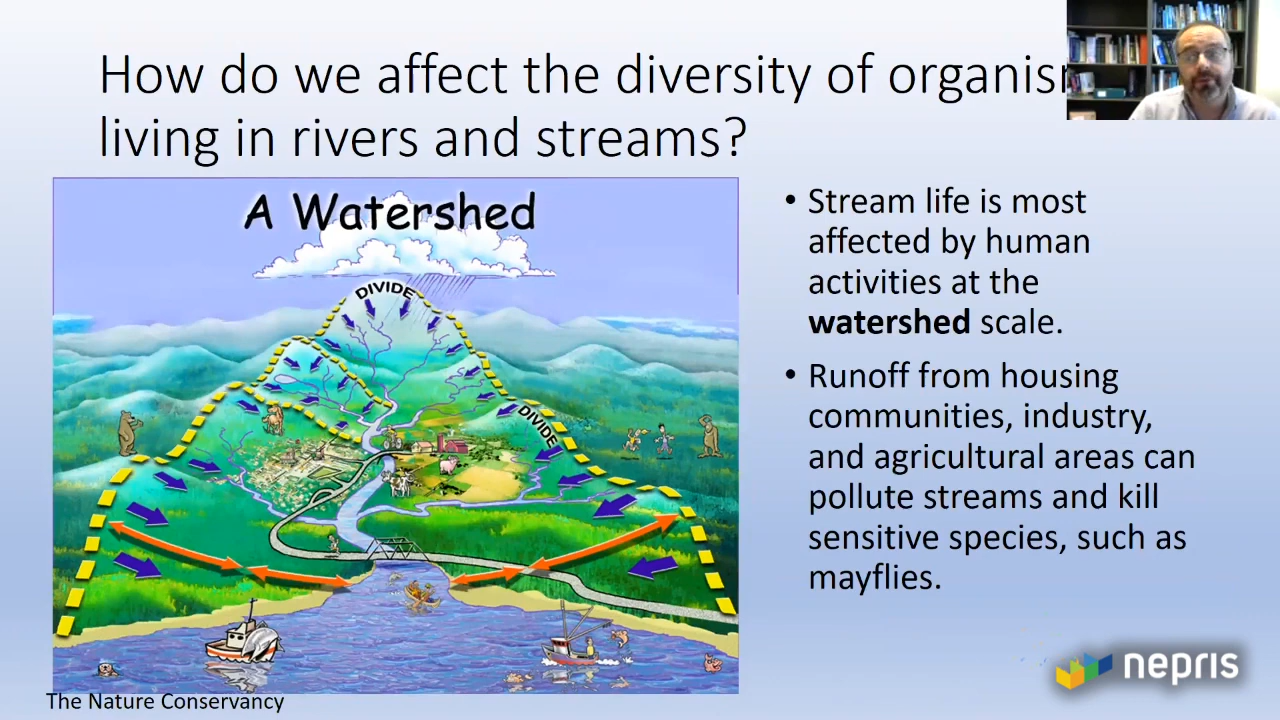 How do we affect the diversity of organis
living in rivers and streams?
A Watershed
DIVIDE
DIVIDE
• Stream life is most
affected by human
activities at the
watershed scale.
• Runoff from housing
communities, industry,
and agricultural areas can
pollute streams and kill
sensitive species, such as
mayflies.
The Nature Conservancy
nepris